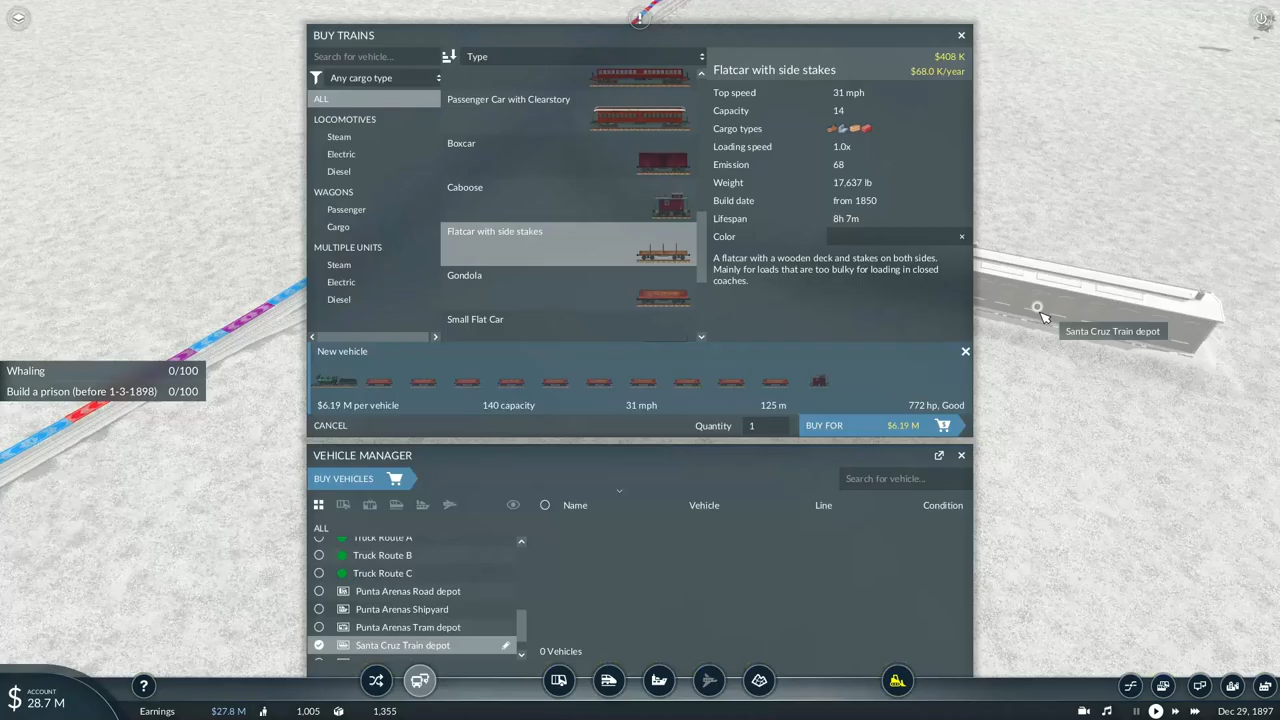 BUY TRAINS
Search for vehicle...
Type
$408 K
Flatcar with side stakes
$68.0 K/year
Any cargo type
ALL
LOCOMOTIVES
Steam
Electric
Diesel
WAGONS
Passenger
Cargo
MULTIPLE UNITS
Steam
Electric
Diesel
Passenger Car with Clearstory
Boxcar
Caboose
Flatcar with side stakes
Gondola
Small Flat Car
Top speed 31 mph
Capacity 14
Cargo types
Loading speed 1.0x
Emission 68
Weight 17,637 lb
Build date from 1850
Lifespan 8h 7m
Color
A flatcar with a wooden deck and stakes on both sides.
Mainly for loads that are too bulky for loading in closed
coaches.
Santa Cruz Train depot
Whaling 0/100
Build a prison (before 1-3-1898) 0/100
New vehicle
$6.19 M per vehicle 140 capacity 31 mph 125 m 772 hp, Good
CANCEL Quantity 1 BUY FOR $6.19 M
VEHICLE MANAGER
BUY VEHICLES
Search for vehicle...
Name Vehicle Line Condition
ALL
Truck Route A
Truck Route B
Truck Route C
Punta Arenas Road depot
Punta Arenas Shipyard
Punta Arenas Tram depot
Santa Cruz Train depot
0 Vehicles
$ ACCOUNT
28.7 M
?
Earnings $27.8 M 1,005 1,355 Dec 29, 1897